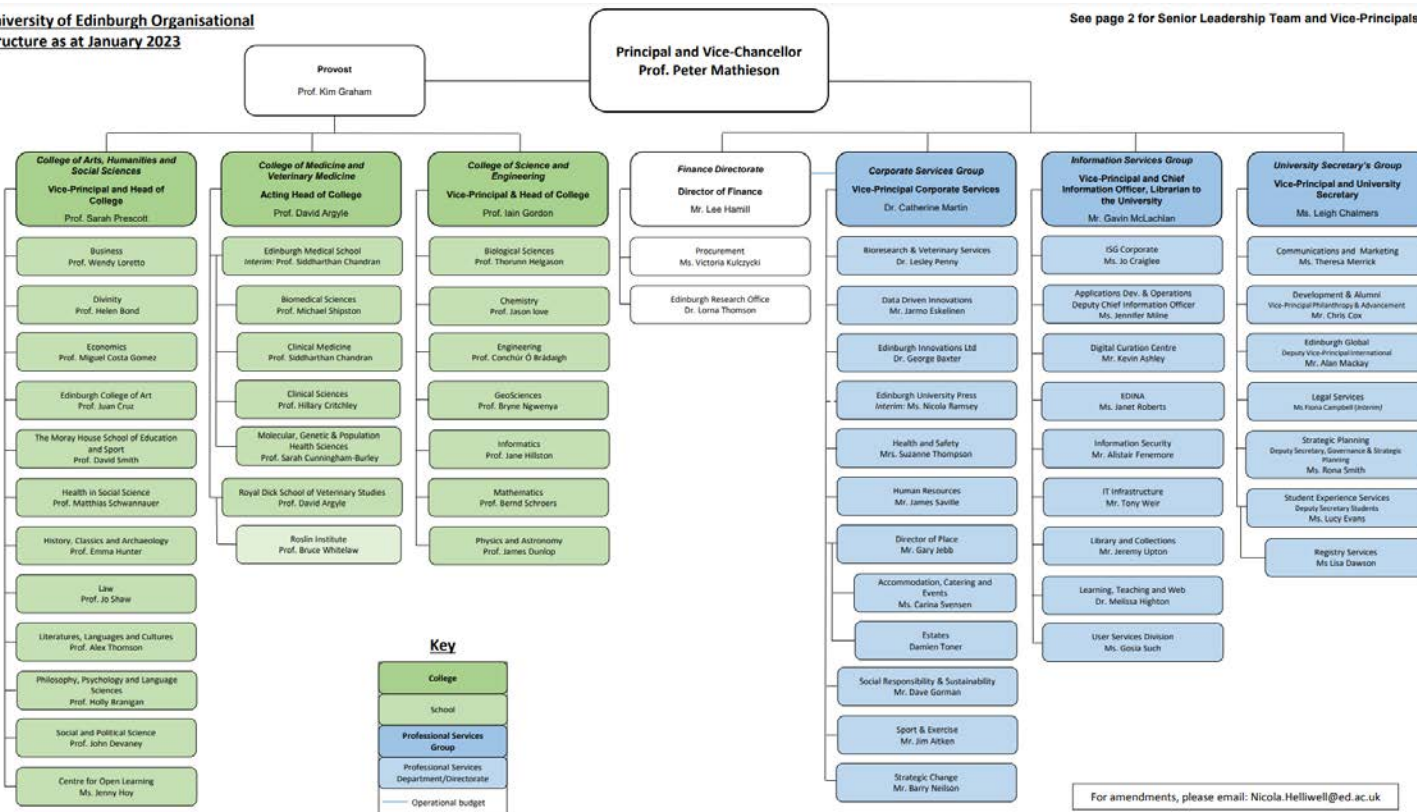 niversity of Edinburgh Organisational
ructure as at January 2023
See page 2 for Senior Leadership Team and Vice-Principals
Principal and Vice-Chancellor
Prof. Peter Mathieson
Provost
Prof. Kim Graham
College of Arts, Humanities and
Social Sciences
Vice-Principal and Head of
College
Prof. Sarah Prescott
Business
Prof. Wendy Loretto
Divinity
Prof. Helen Bond
Economics
Prof. Miguel Costa Gomez
Edinburgh College of Art
Prof. Juan Cruz
The Moray House School of Education
and Sport
Prof. David Smith
Health in Social Science
Prof. Matthias Schwannauer
History, Classics and Archaeology
Prof. Emma Hunter
Law
Prof. Jo Shaw
Literatures, Languages and Cultures
Prof. Alex Thomson
Philosophy, Psychology and Language
Sciences
Prof. Holly Branigan
Social and Political Science
Prof. John Devaney
Centre for Open Learning
Ms. Jenny Hoy
College of Medicine and
Veterinary Medicine
Acting Head of College
Prof. David Argyle
Edinburgh Medical School
Interim: Prof. Siddharthan Chandran
Biomedical Sciences
Prof. Michael Shipston
Clinical Medicine
Prof. Siddharthan Chandran
Clinical Sciences
Prof. Hillary Critchley
Molecular, Genetic & Population
Health Sciences
Prof. Sarah Cunningham-Burley
Royal Dick School of Veterinary Studies
Prof. David Argyle
Roslin Institute
Prof. Bruce Whitelaw
College of Science and
Engineering
Vice-Principal & Head of College
Prof. Iain Gordon
Biological Sciences
Prof. Thorunn Helgason
Chemistry
Prof. Jason love
Engineering
Prof. Conchúr Ó Brádaigh
GeoSciences
Prof. Bryne Ngwenya
Informatics
Prof. Jane Hillston
Mathematics
Prof. Bernd Schroers
Physics and Astronomy
Prof. James Dunlop
Finance Directorate
Director of Finance
Mr. Lee Hamill
Procurement
Ms. Victoria Kulczycki
Edinburgh Research Office
Dr. Lorna Thomson
Corporate Services Group
Vice-Principal Corporate Services
Dr. Catherine Martin
Bioresearch & Veterinary Services
Dr. Lesley Penny
Data Driven Innovations
Mr. Jarmo Eskelinen
Edinburgh Innovations Ltd
Dr. George Baxter
Edinburgh University Press
Interim: Ms. Nicola Ramsey
Health and Safety
Mrs. Suzanne Thompson
Human Resources
Mr. James Saville
Director of Place
Mr. Gary Jebb
Accommodation, Catering and
Events
Ms. Carina Svensen
Estates
Damien Toner
Social Responsibility & Sustainability
Mr. Dave Gorman
Sport & Exercise
Mr. Jim Aitken
Strategic Change
Mr. Barry Neilson
Information Services Group
Vice-Principal and Chief
Information Officer, Librarian to
the University
Mr. Gavin McLachlan
ISG Corporate
Ms. Jo Craiglee
Applications Dev. & Operations
Deputy Chief Information Officer
Ms. Jennifer Milne
Digital Curation Centre
Mr. Kevin Ashley
EDINA
Ms. Janet Roberts
Information Security
Mr. Alistair Fenemore
IT Infrastructure
Mr. Tony Weir
Library and Collections
Mr. Jeremy Upton
Learning, Teaching and Web
Dr. Melissa Highton
User Services Division
Ms. Gosia Such
University Secretary's Group
Vice-Principal and University
Secretary
Ms. Leigh Chalmers
Communications and Marketing
Ms. Theresa Merrick
Development & Alumni
Vice-Principal Philanthropy & Advancement
Mr. Chris Cox
Edinburgh Global
Deputy Vice-Principal International
Mr. Alan Mackay
Legal Services
Ms Fiona Campbell (Interim)
Strategic Planning
Deputy Secretary, Governance & Strategic
Planning
Ms. Rona Smith
Student Experience Services
Deputy Secretary Students
Ms. Lucy Evans
Registry Services
Ms Lisa Dawson
Key
College
School
Professional Services
Group
Professional Services
Department/Directorate
Operational budget
For amendments, please email: Nicola.Helliwell@ed.ac.uk